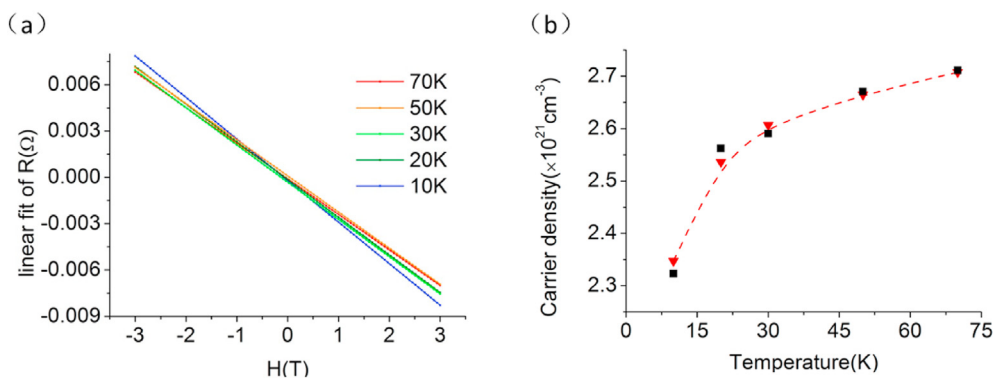 （a）
linear fit of R(Ω)
0.006
0.003
0.000
-0.003
-0.006
-0.009
-3 -2 -1 0 1 2 3
H(T)
70K
50K
30K
20K
10K
（b）
Carrier density(×10²¹cm⁻³)
2.7
2.6
2.5
2.4
2.3
0 15 30 45 60 75
Temperature(K)